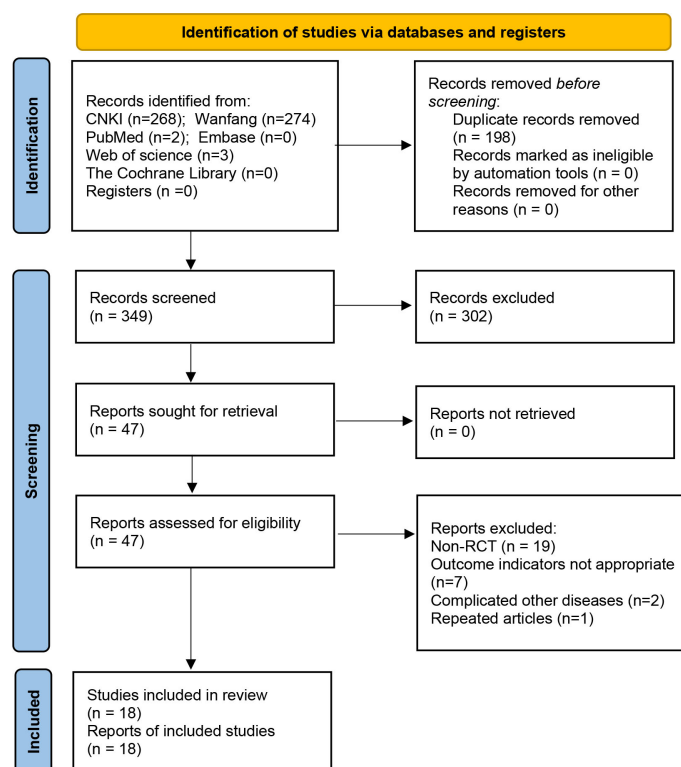 Identification of studies via databases and registers
Identification
Records identified from:
CNKI (n=268); Wanfang (n=274)
PubMed (n=2); Embase (n=0)
Web of science (n=3)
The Cochrane Library (n=0)
Registers (n =0)
Records removed before
screening:
Duplicate records removed
(n = 198)
Records marked as ineligible
by automation tools (n = 0)
Records removed for other
reasons (n = 0)
Screening
Records screened
(n = 349)
Records excluded
(n = 302)
Reports sought for retrieval
(n = 47)
Reports not retrieved
(n = 0)
Reports assessed for eligibility
(n = 47)
Reports excluded:
Non-RCT (n = 19)
Outcome indicators not appropriate
(n=7)
Complicated other diseases (n=2)
Repeated articles (n=1)
Included
Studies included in review
(n = 18)
Reports of included studies
(n = 18)